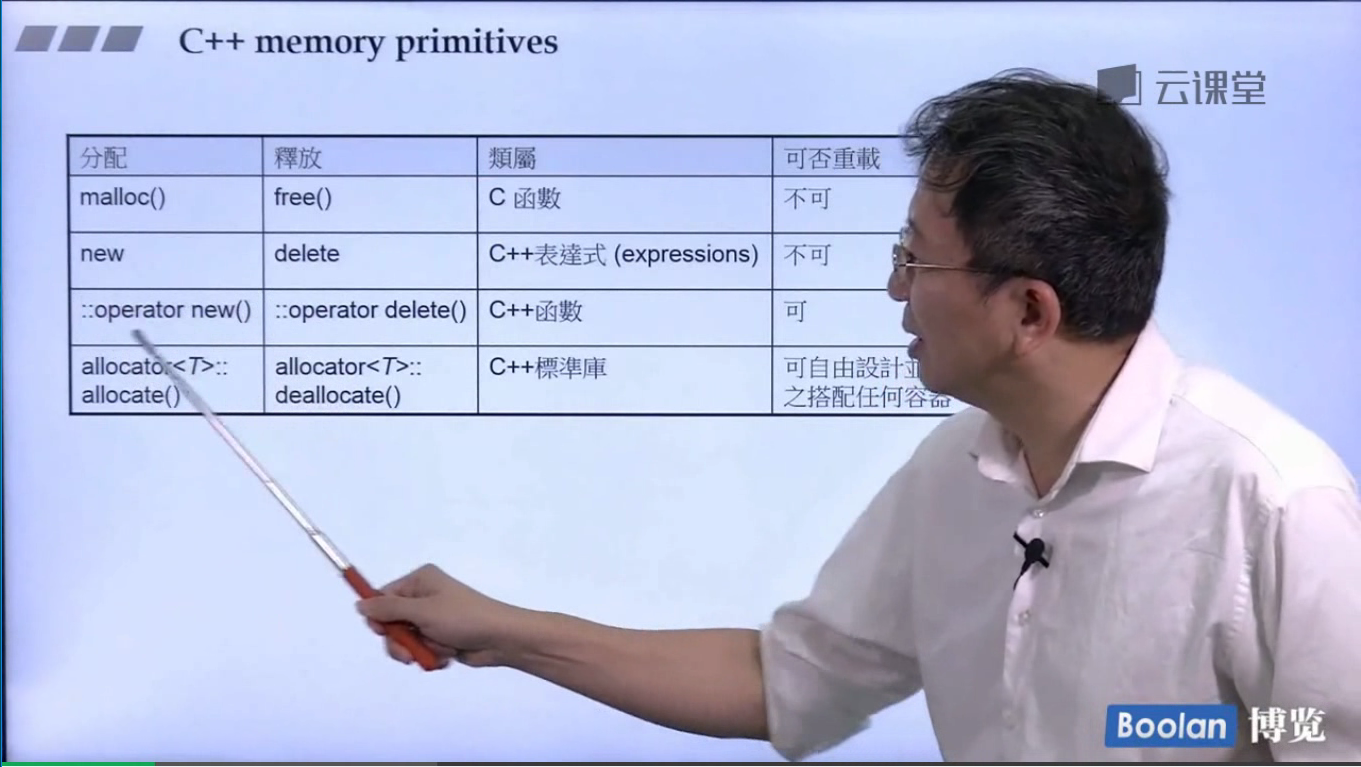 C++ memory primitives
云课堂
分配 釋放 類屬 可否重載
malloc() free() C 函數 不可
new delete C++表達式 (expressions) 不可
::operator new() ::operator delete() C++函數 可
allocator<T>:: allocator<T>:: C++標準庫 可自由設計並
allocate() deallocate() 之搭配任何容器
Boolan 博览